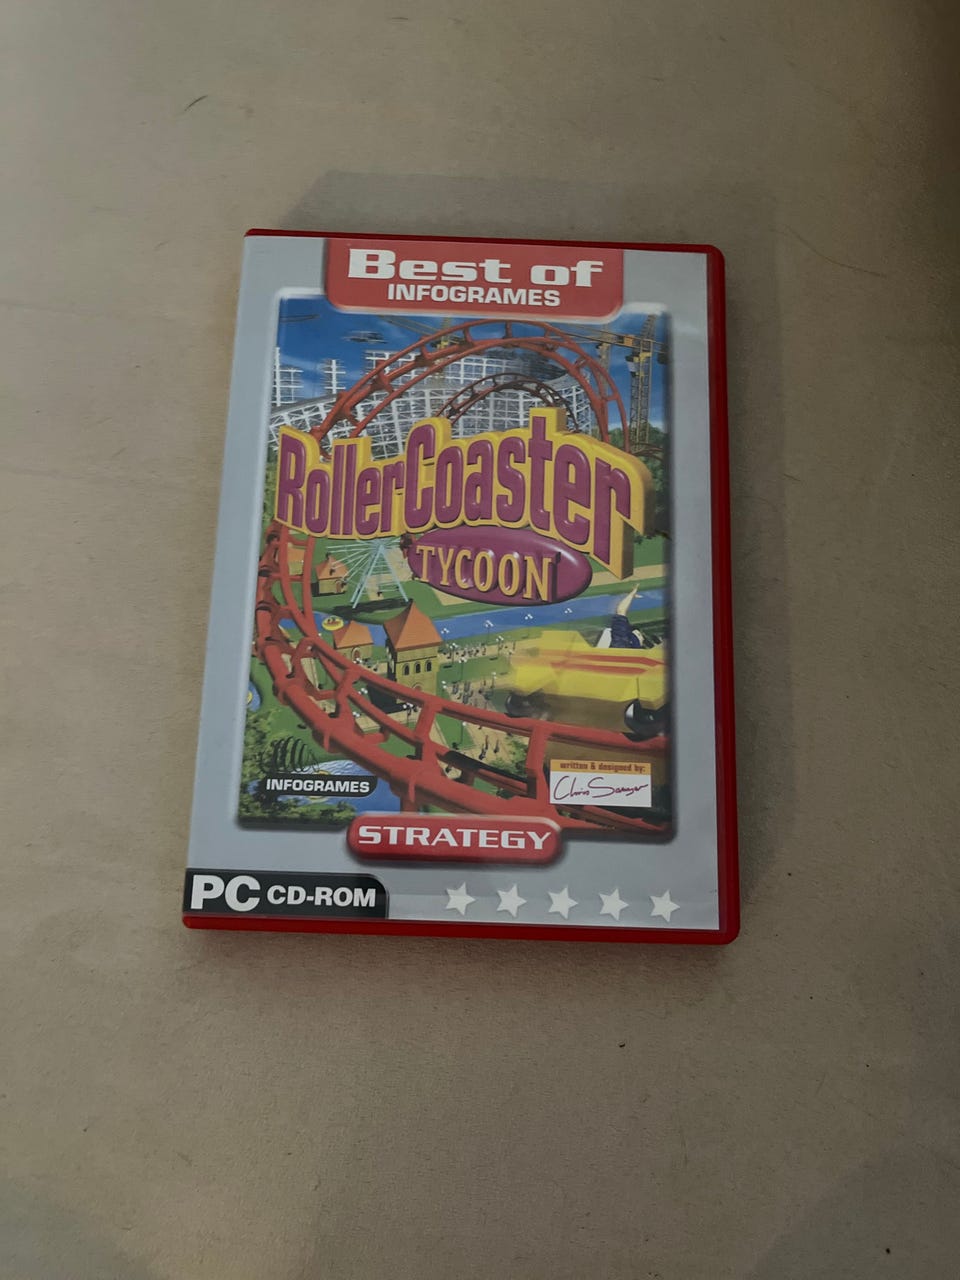 Best of
INFOGRAMES
RollerCoaster
TYCOON
INFOGRAMES
written & designed by:
Chris Sawyer
STRATEGY
PC CD-ROM